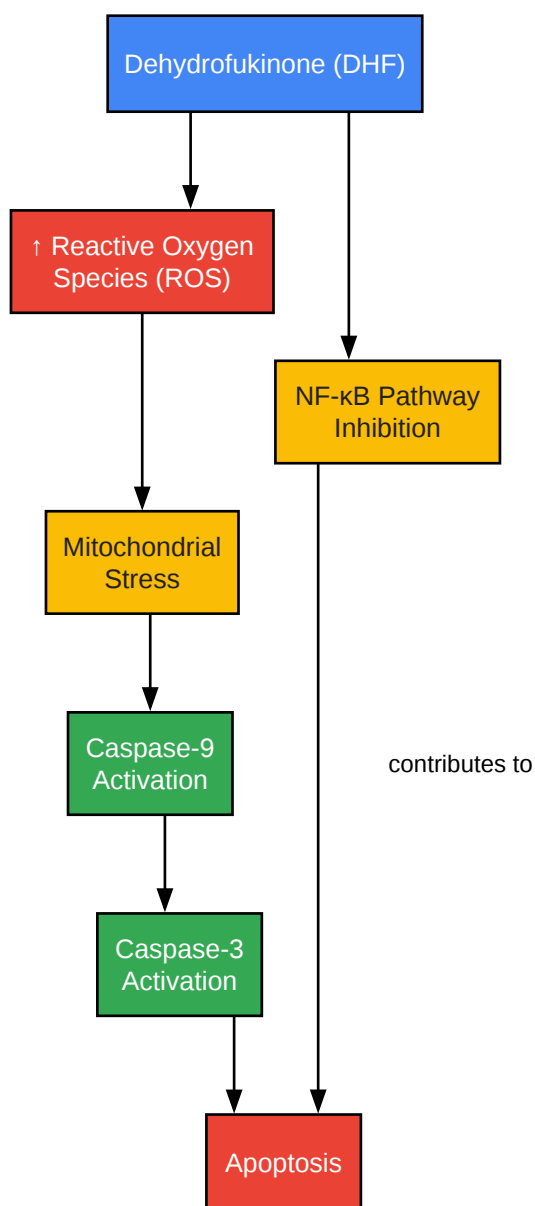 Dehydrofukinone (DHF)
↑ Reactive Oxygen
Species (ROS)
NF-κB Pathway
Inhibition
Mitochondrial
Stress
Caspase-9
Activation
contributes to
Caspase-3
Activation
Apoptosis